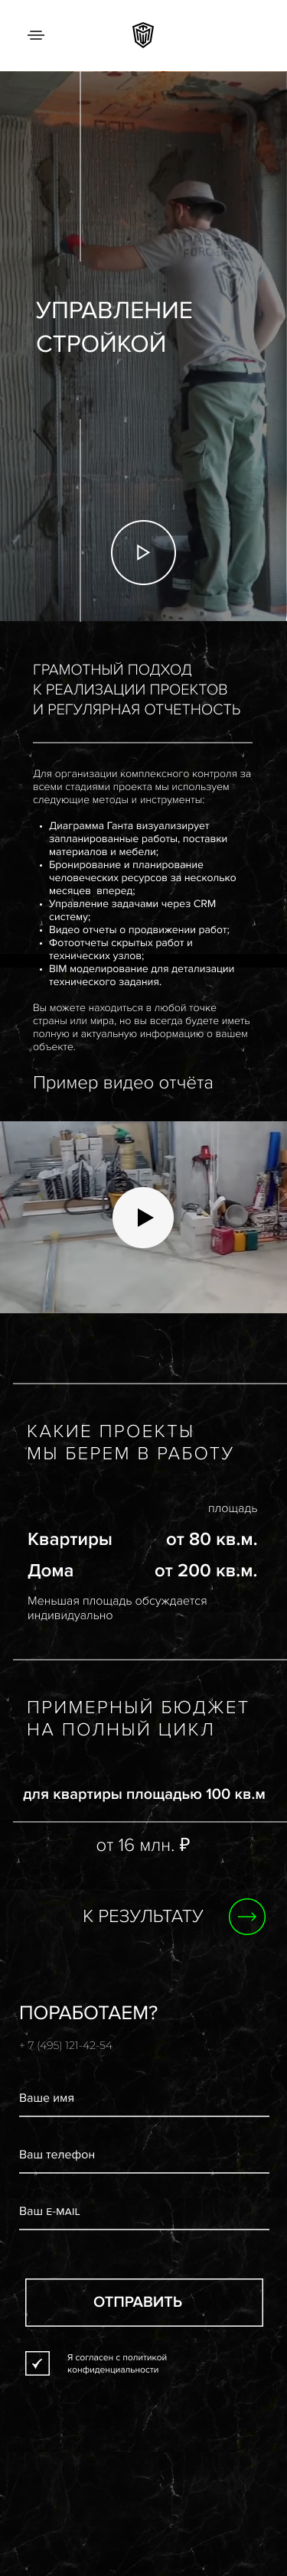 УПРАВЛЕНИЕ
СТРОЙКОЙ
ГРАМОТНЫЙ ПОДХОД
К РЕАЛИЗАЦИИ ПРОЕКТОВ
И РЕГУЛЯРНАЯ ОТЧЕТНОСТЬ
Для организации комплексного контроля за
всеми стадиями проекта мы используем
следующие методы и инструменты:
• Диаграмма Ганта визуализирует
запланированные работы, поставки
материалов и мебели;
• Бронирование и планирование
человеческих ресурсов за несколько
месяцев вперед;
• Управление задачами через CRM
систему;
• Видео отчеты о продвижении работ;
• Фотоотчеты скрытых работ и
технических узлов;
• BIM моделирование для детализации
технического задания.
Вы можете находиться в любой точке
страны или мира, но вы всегда будете иметь
полную и актуальную информацию о вашем
объекте.
Пример видео отчёта
КАКИЕ ПРОЕКТЫ
МЫ БЕРЕМ В РАБОТУ
площадь
Квартиры от 80 кв.м.
Дома от 200 кв.м.
Меньшая площадь обсуждается
индивидуально
ПРИМЕРНЫЙ БЮДЖЕТ
НА ПОЛНЫЙ ЦИКЛ
для квартиры площадью 100 кв.м
от 16 млн. ₽
К РЕЗУЛЬТАТУ
ПОРАБОТАЕМ?
+ 7 (495) 121-42-54
Ваше имя
Ваш телефон
Ваш E-MAIL
ОТПРАВИТЬ
Я согласен с политикой
конфиденциальности